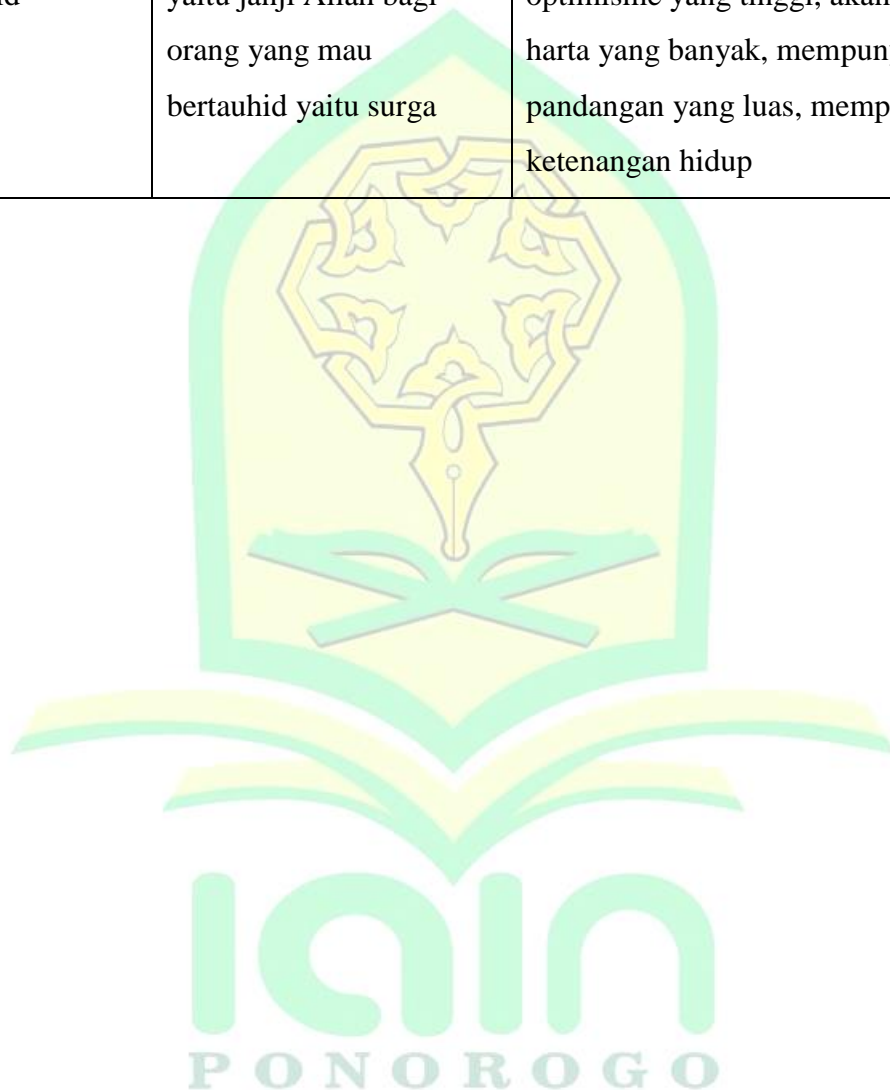 yaitu janji Allah bagi
orang yang mau
bertauhid yaitu surga
optimisme yang tinggi, akan
harta yang banyak,
pandangan yang luas,
ketenangan hidup
iain
PONOROGO